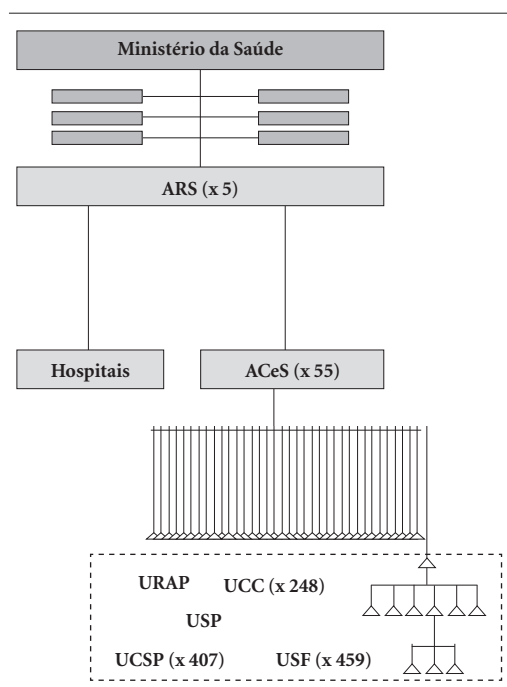 Ministério da Saúde
ARS (x 5)
Hospitais
ACeS (x 55)
URAP
UCC (x 248)
USP
UCSP (x 407)
USF (x 459)